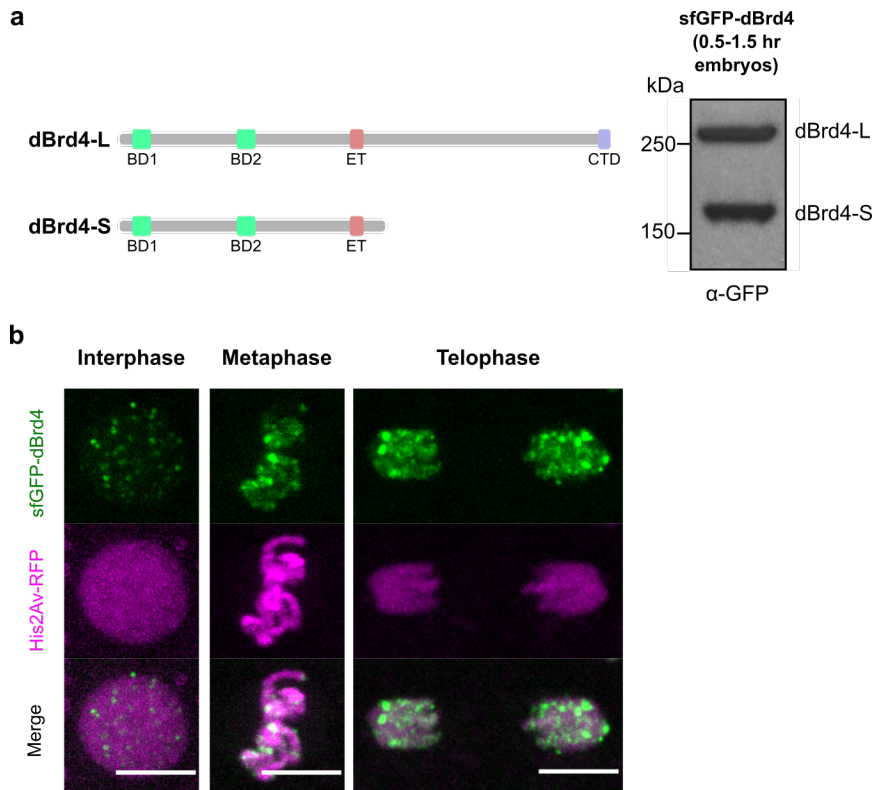 a
sfGFP-dBrd4
(0.5-1.5 hr
embryos)
kDa
dBrd4-L
BD1 BD2 ET CTD
250
dBrd4-L
dBrd4-S
BD1 BD2 ET
dBrd4-S
150
α-GFP
b
Interphase Metaphase Telophase
sfGFP-dBrd4
His2Av-RFP
Merge